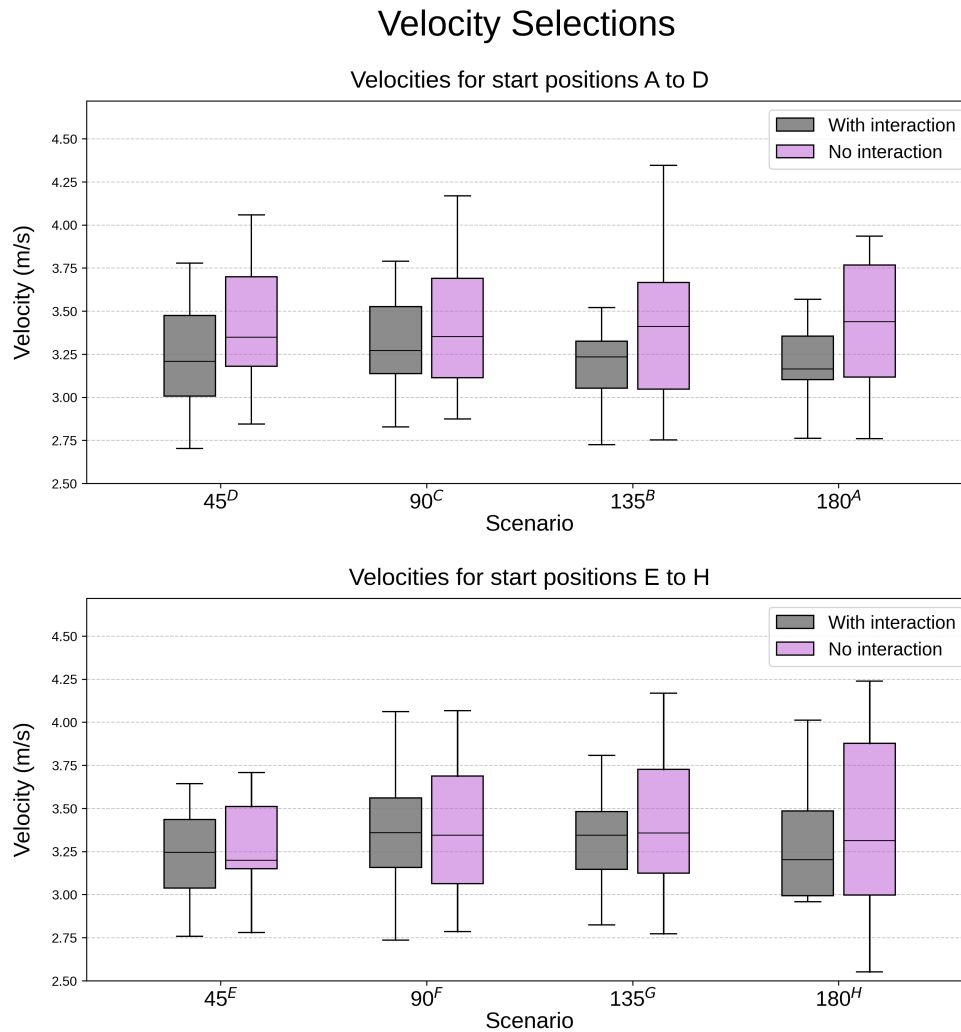 Velocity Selections
Velocities for start positions A to D
With interaction
No interaction
4.50
4.25
4.00
3.75
3.50
3.25
3.00
2.75
2.50
Velocity (m/s)
45^D 90^C 135^B 180^A
Scenario
Velocities for start positions E to H
With interaction
No interaction
4.50
4.25
4.00
3.75
3.50
3.25
3.00
2.75
2.50
Velocity (m/s)
45^E 90^F 135^G 180^H
Scenario